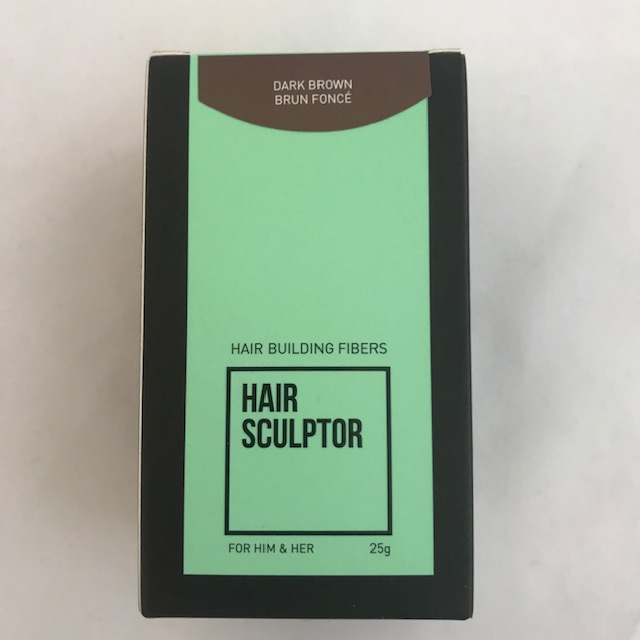 DARK BROWN
BRUN FONCÉ
HAIR BUILDING FIBERS
HAIR
SCULPTOR
FOR HIM & HER 25g